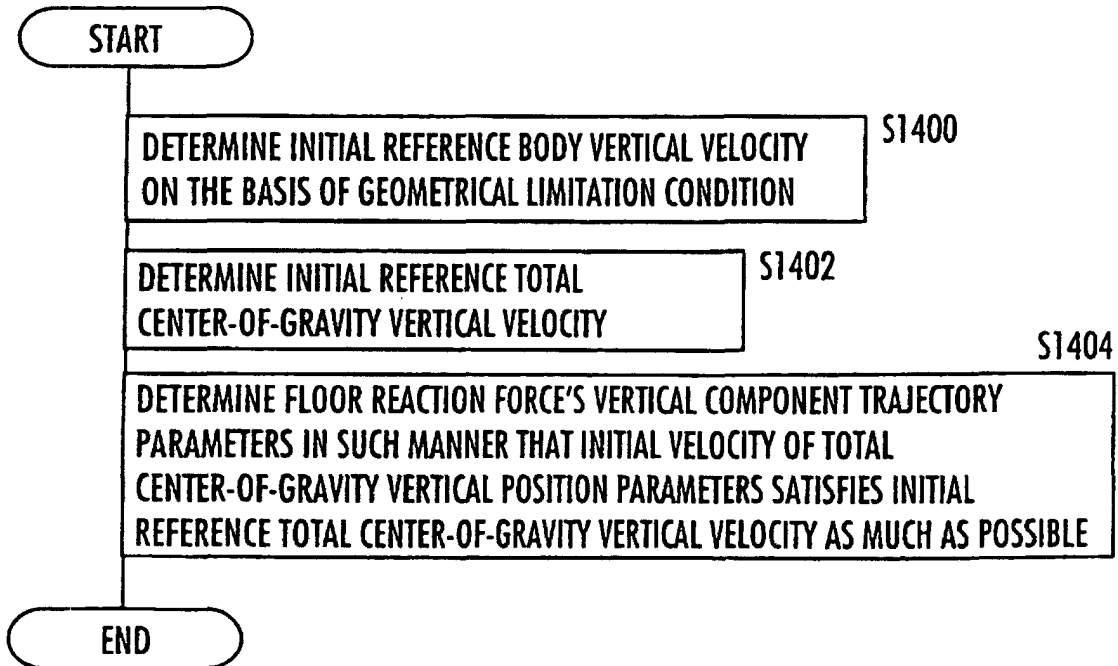 START
S1400
DETERMINE INITIAL REFERENCE BODY VERTICAL VELOCITY
ON THE BASIS OF GEOMETRICAL LIMITATION CONDITION
S1402
DETERMINE INITIAL REFERENCE TOTAL
CENTER-OF-GRAVITY VERTICAL VELOCITY
S1404
DETERMINE FLOOR REACTION FORCE'S VERTICAL COMPONENT TRAJECTORY
PARAMETERS IN SUCH MANNER THAT INITIAL VELOCITY OF TOTAL
CENTER-OF-GRAVITY VERTICAL POSITION PARAMETERS SATISFIES INITIAL
REFERENCE TOTAL CENTER-OF-GRAVITY VERTICAL VELOCITY AS MUCH AS POSSIBLE
END